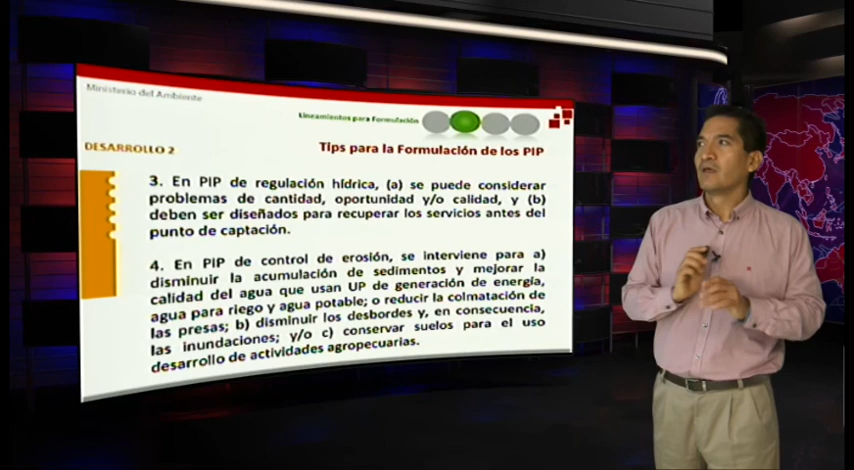 Ministerio del Ambiente
Lineamientos para Formulación
DESARROLLO 2
Tips para la Formulación de los PIP
3. En PIP de regulación hídrica, (a) se puede considerar
problemas de cantidad, oportunidad y/o calidad, y (b)
deben ser diseñados para recuperar los servicios antes del
punto de captación.
4. En PIP de control de erosión, se interviene para a)
disminuir la acumulación de sedimentos y mejorar la
calidad del agua que usan UP de generación de energía,
agua para riego y agua potable; o reducir la colmatación de
las presas; b) disminuir los desbordes y, en consecuencia,
las inundaciones; y/o c) conservar suelos para el uso
desarrollo de actividades agropecuarias.